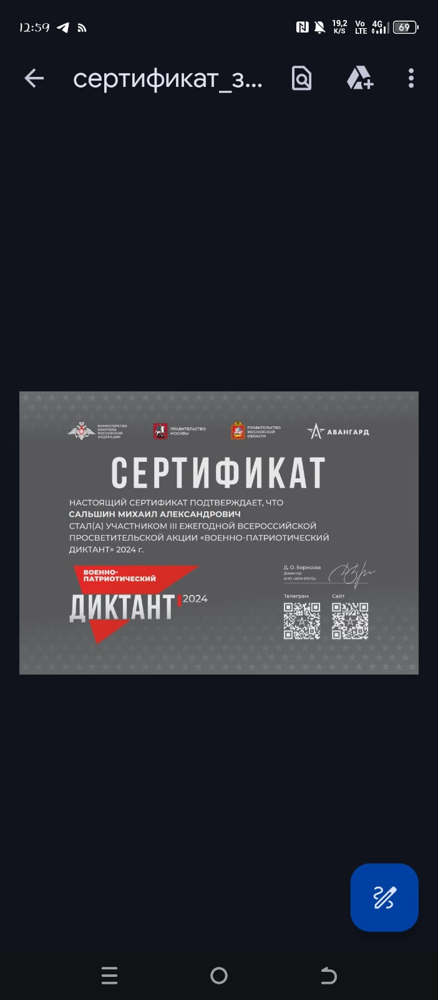 12:59
19,2
K/S
Vo
LTE
4G
69
сертификат_з...
МИНИСТЕРСТВО
ОБОРОНЫ
РОССИЙСКОЙ
ФЕДЕРАЦИИ
ПРАВИТЕЛЬСТВО
МОСКВЫ
ПРАВИТЕЛЬСТВО
МОСКОВСКОЙ
ОБЛАСТИ
АВАНГАРД
СЕРТИФИКАТ
НАСТОЯЩИЙ СЕРТИФИКАТ ПОДТВЕРЖДАЕТ, ЧТО
САЛЬШИН МИХАИЛ АЛЕКСАНДРОВИЧ
СТАЛ(А) УЧАСТНИКОМ III ЕЖЕГОДНОЙ ВСЕРОССИЙСКОЙ
ПРОСВЕТИТЕЛЬСКОЙ АКЦИИ «ВОЕННО-ПАТРИОТИЧЕСКИЙ
ДИКТАНТ» 2024 г.
ВОЕННО-
ПАТРИОТИЧЕСКИЙ
ДИКТАНТ 2024
Д. О. Борисова
Директор
АНО «АВАНГАРД»
Телеграм
Сайт